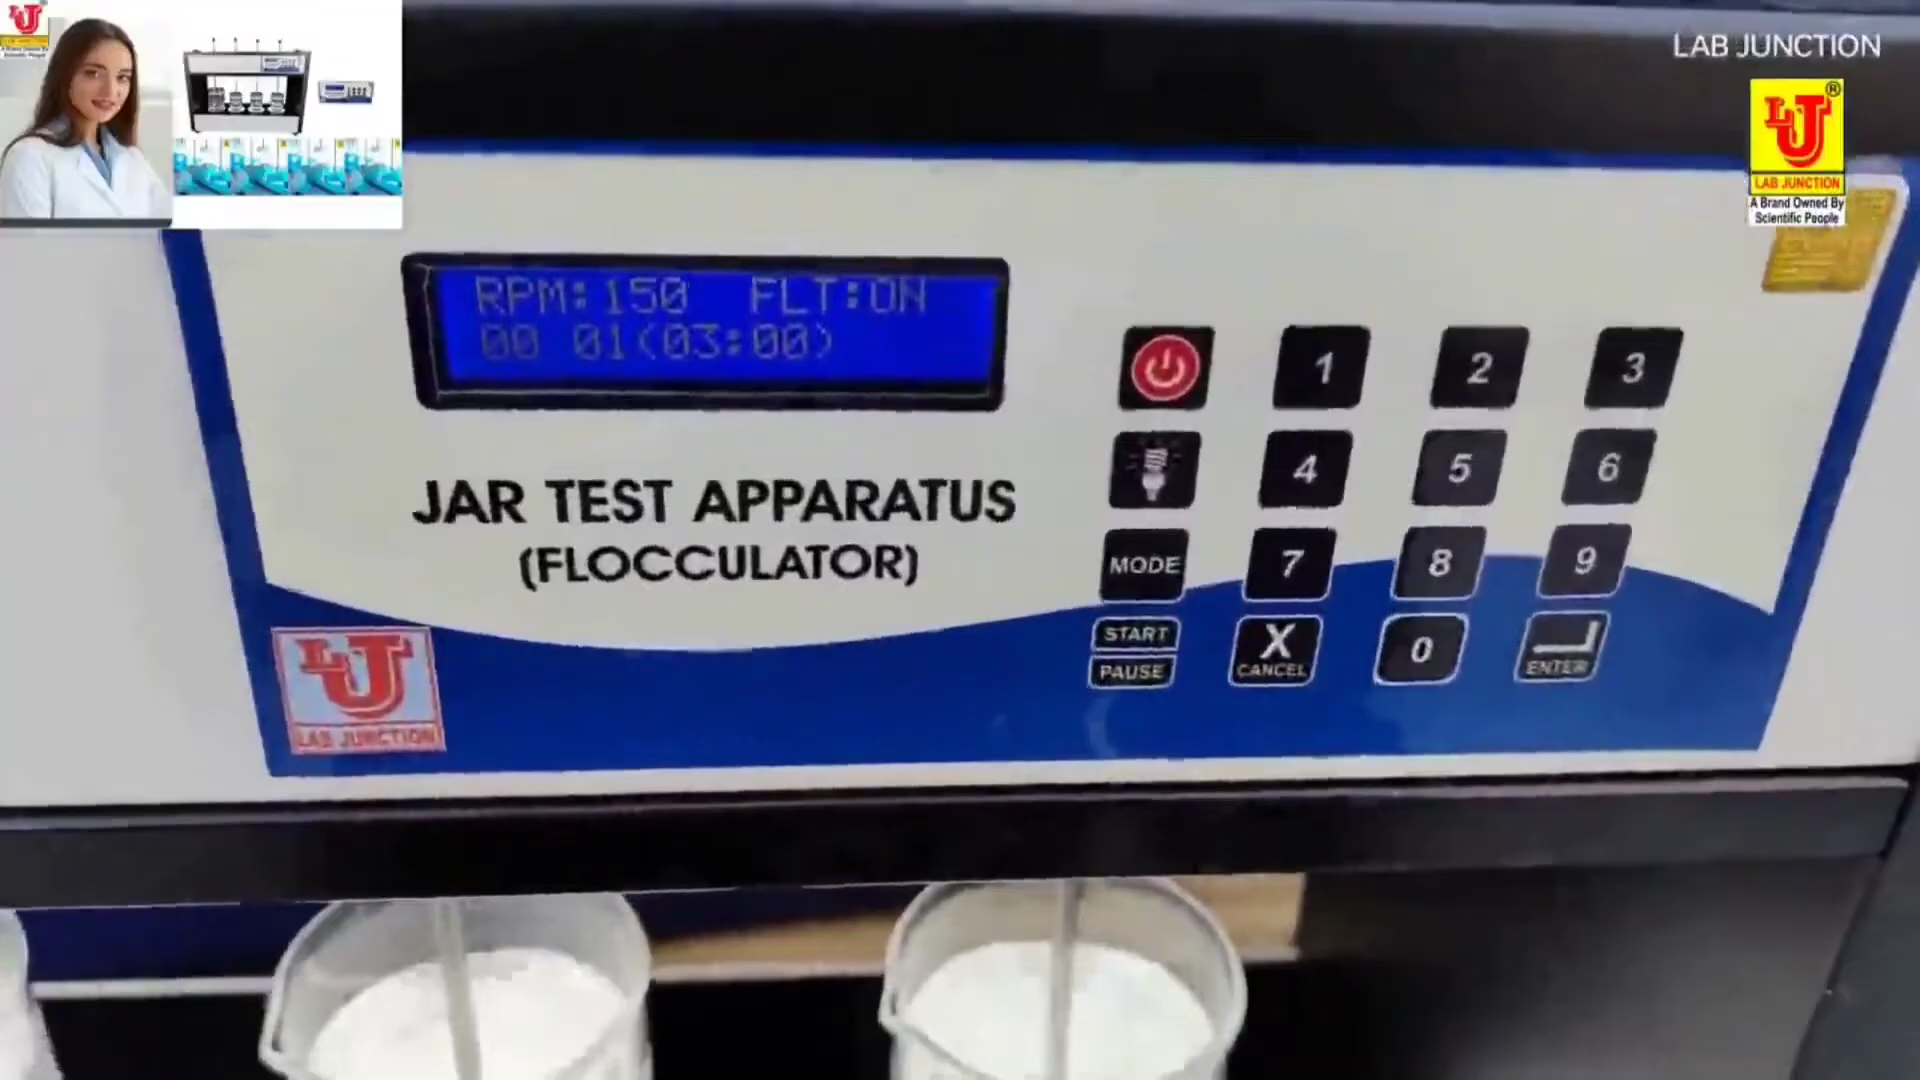 LAB JUNCTION
LJ
LAB JUNCTION
A Brand Owned By
Scientific People
RPM:150 FLT:ON
00 01(03:00)
JAR TEST APPARATUS
(FLOCCULATOR)
1 2 3
4 5 6
MODE 7 8 9
START
PAUSE
X
CANCEL
0
ENTER
LJ
LAB JUNCTION